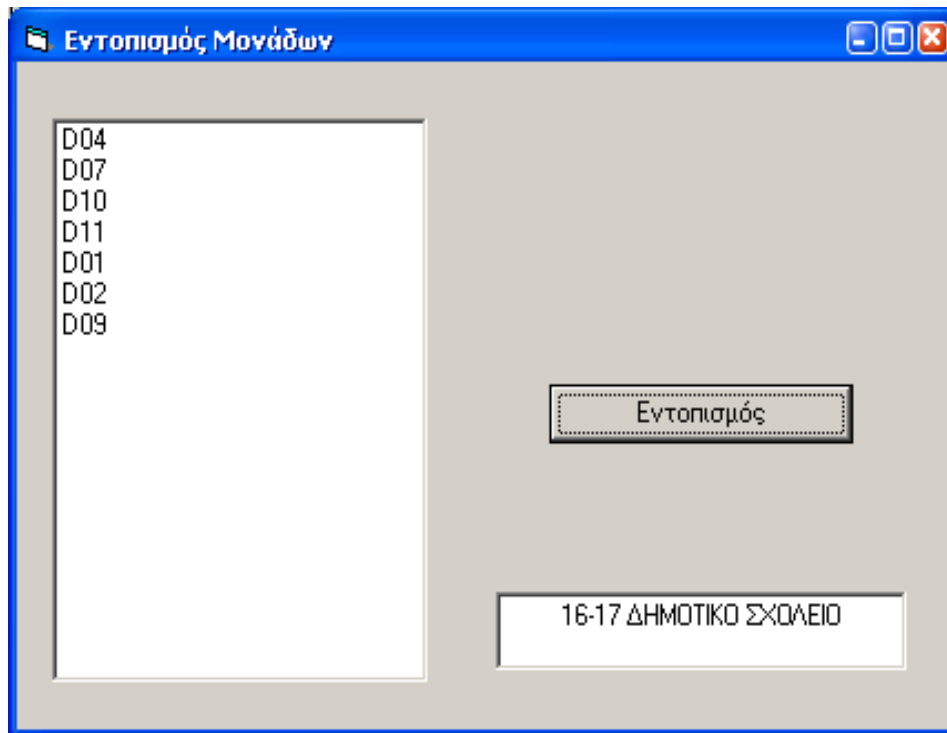 Εντοπισμός Μονάδων
D04
D07
D10
D11
D01
D02
D09
Εντοπισμός
16-17 ΔΗΜΟΤΙΚΟ ΣΧΟΛΕΙΟ